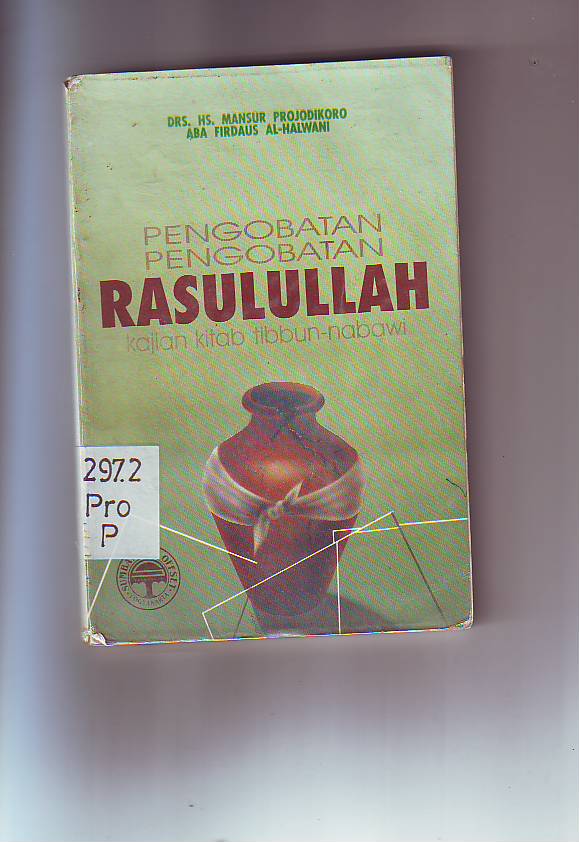 DRS. HS. MANSUR PROJODIKORO
ABA FIRDAUS AL-HALWANI
PENGOBATAN
PENGOBATAN
RASULULLAH
kajian kitab tibbun-nabawi
297.2
Pro
P